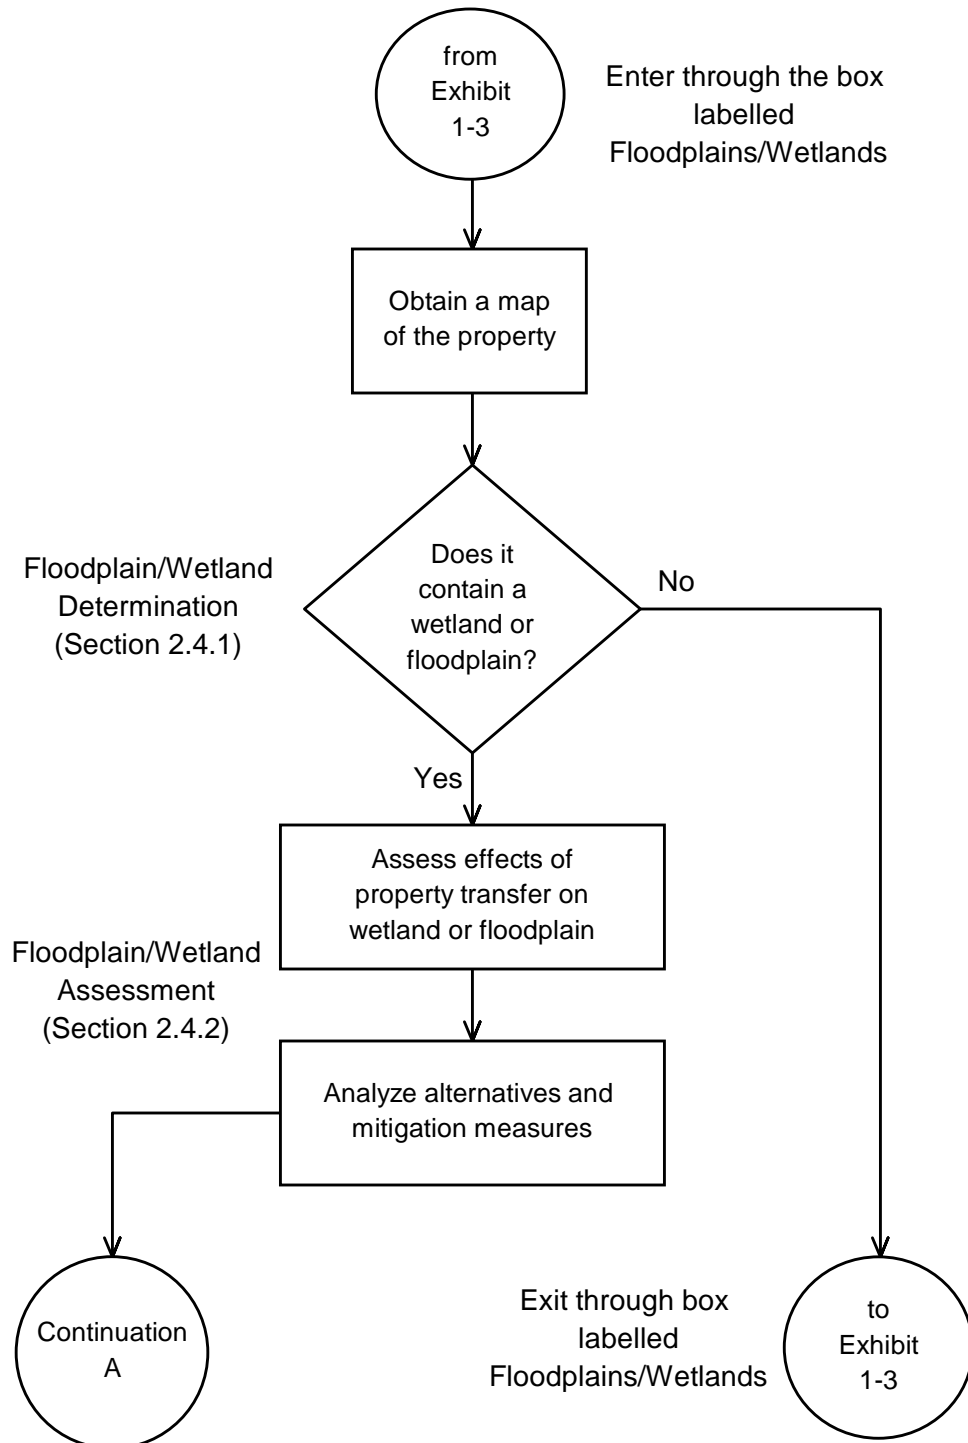 from
Exhibit
1-3
Enter through the box
labelled
Floodplains/Wetlands
Obtain a map
of the property
Does it
contain a
wetland or
floodplain?
Floodplain/Wetland
Determination
(Section 2.4.1)
No
Yes
Assess effects of
property transfer on
wetland or floodplain
Floodplain/Wetland
Assessment
(Section 2.4.2)
Analyze alternatives and
mitigation measures
Continuation
A
Exit through box
labelled
Floodplains/Wetlands
to
Exhibit
1-3